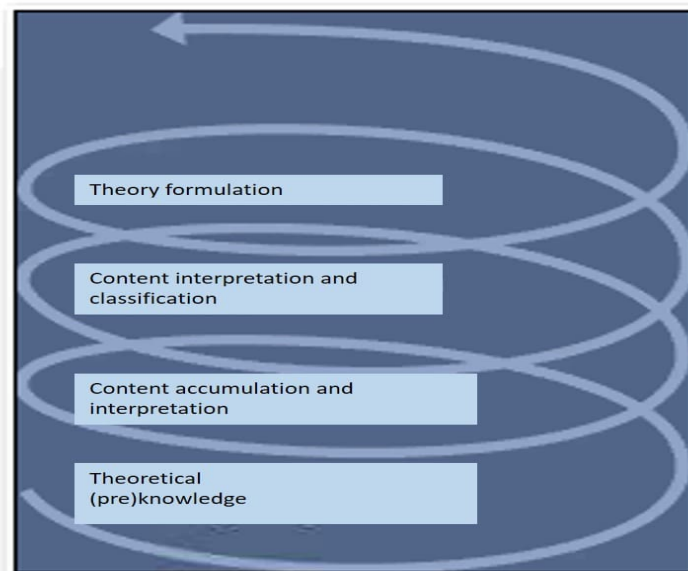 Theory formulation
Content interpretation and
classification
Content accumulation and
interpretation
Theoretical
(pre)knowledge